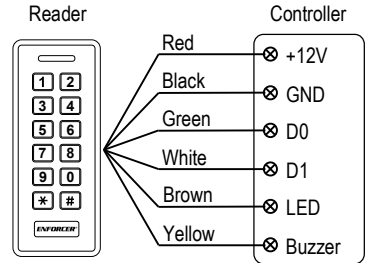 Reader
Controller
Red
+12V
Black
GND
Green
D0
White
D1
Brown
LED
Yellow
Buzzer
1 2
3 4
5 6
7 8
9 0
* #
ENFORCER